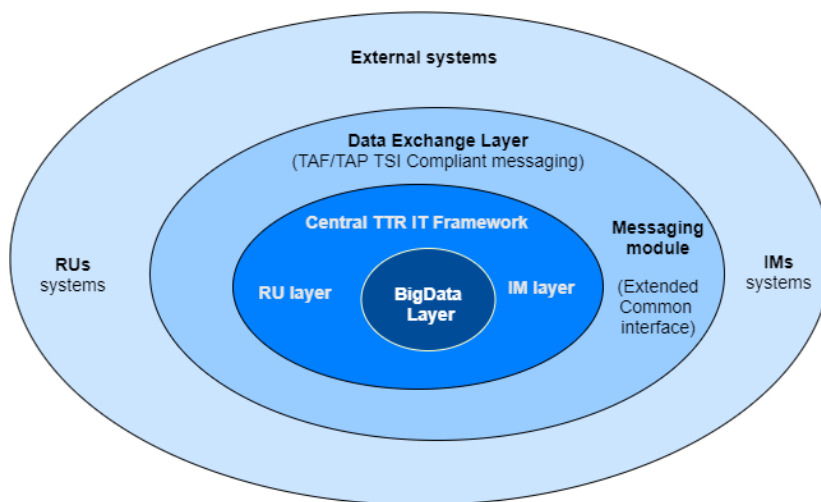 External systems
Data Exchange Layer
(TAF/TAP TSI Compliant messaging)
Central TTR IT Framework
RU layer
IM layer
BigData
Layer
RUs
systems
Messaging
module
(Extended
Common
interface)
IMs
systems